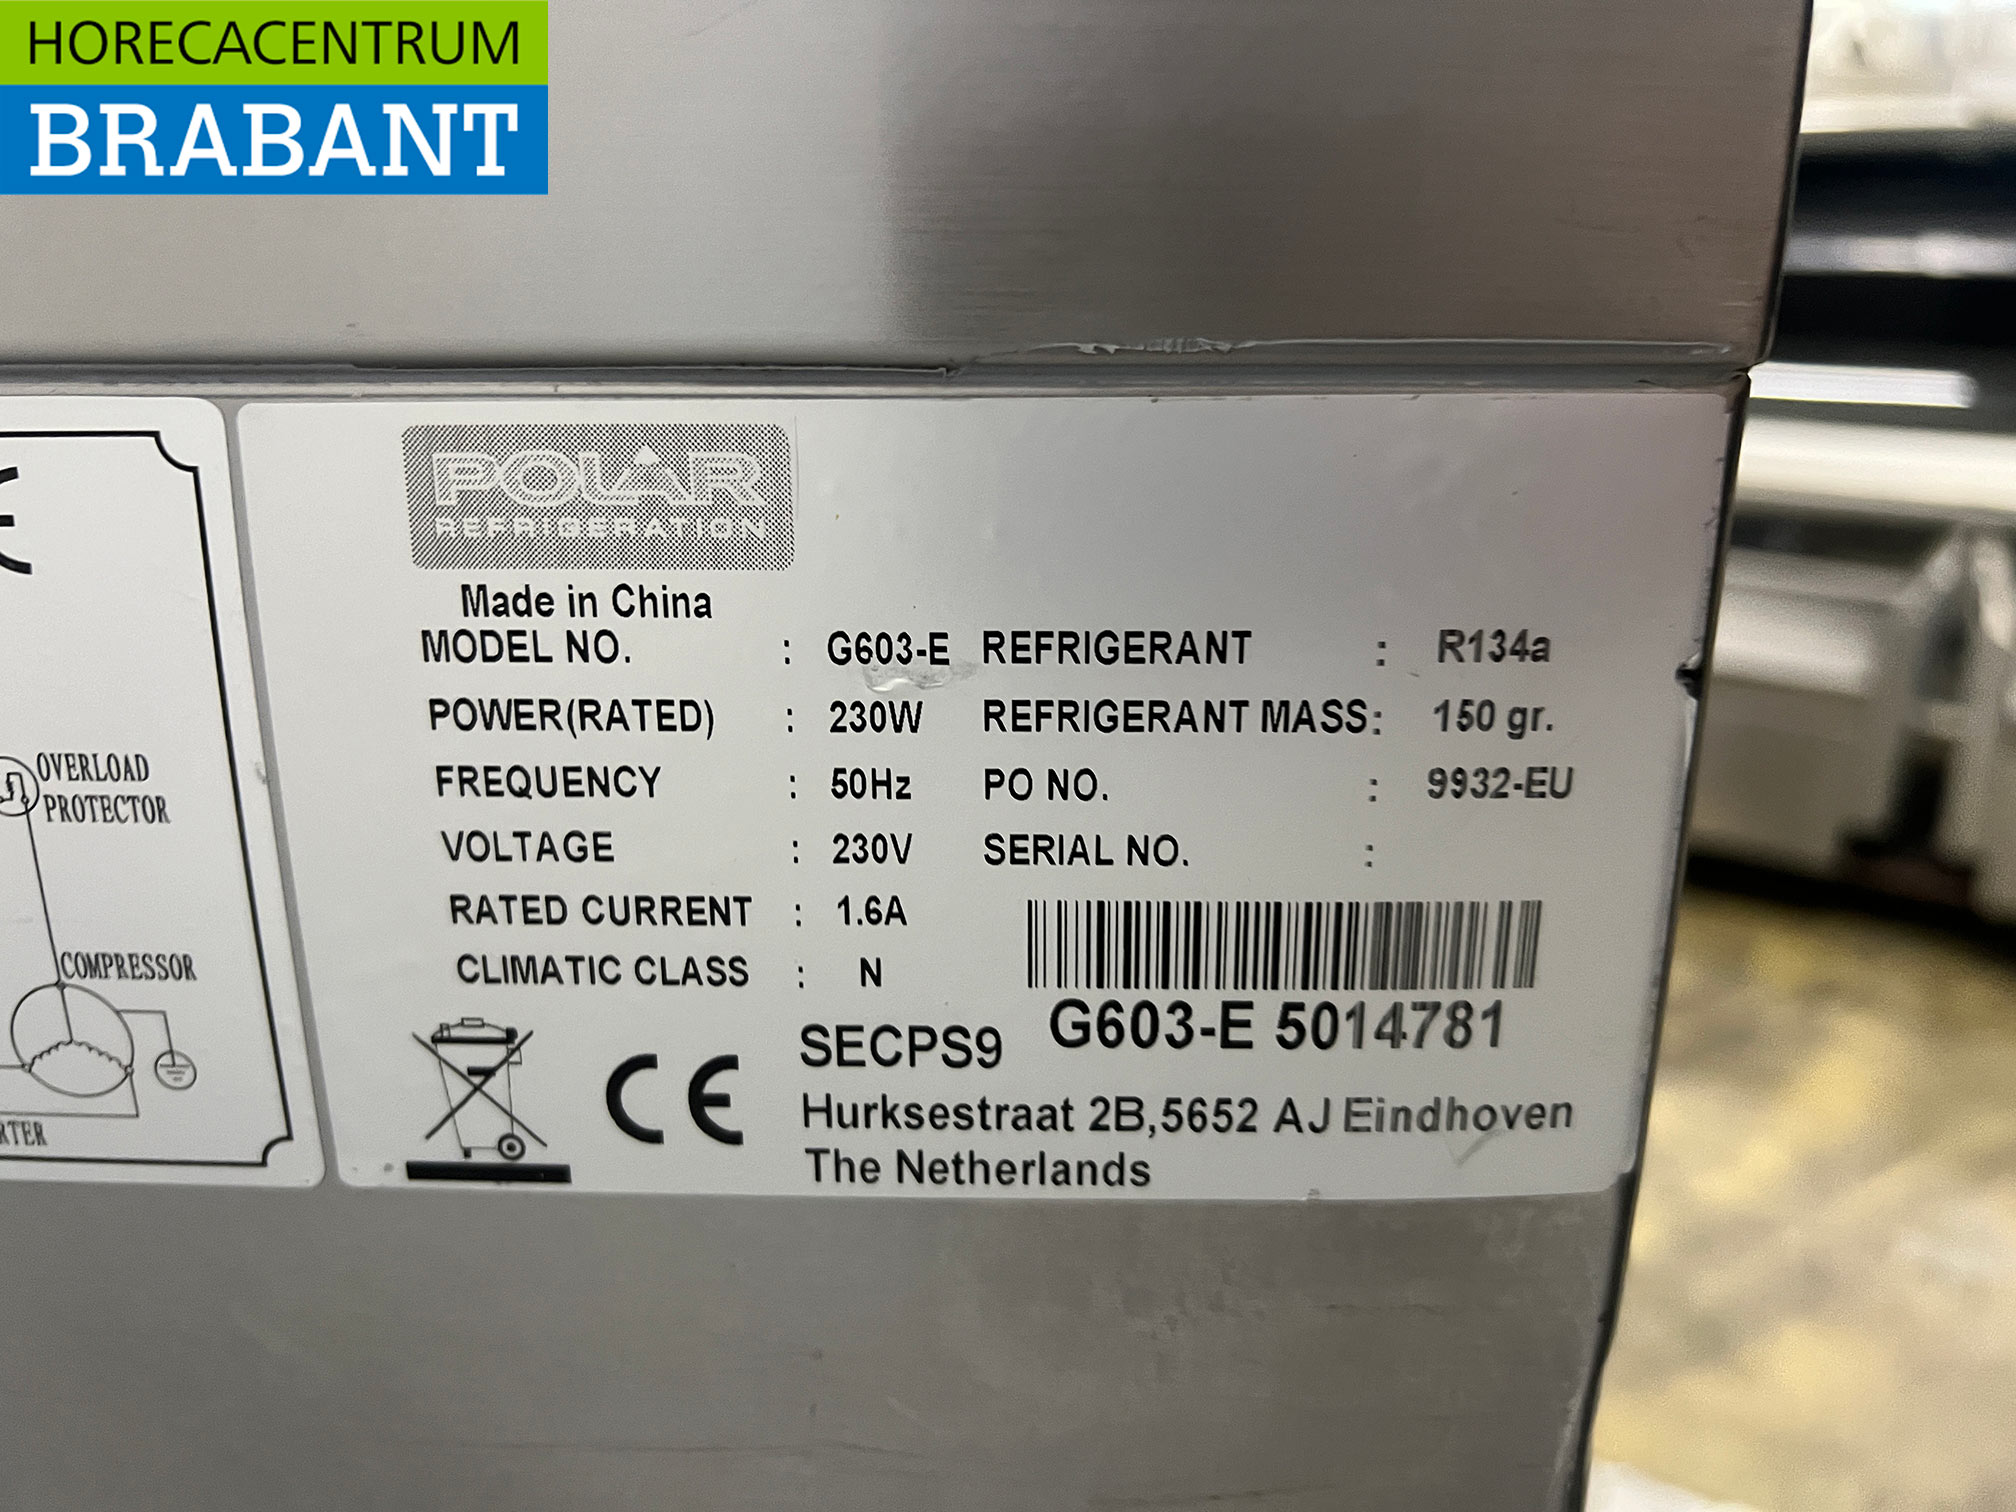 HORECACENTRUM
BRABANT
OVERLOAD
PROTECTOR
COMPRESSOR
POLAR
REFRIGERATION
Made in China
MODEL NO. : G603-E REFRIGERANT : R134a
POWER(RATED) : 230W REFRIGERANT MASS: 150 gr.
FREQUENCY : 50Hz PO NO. : 9932-EU
VOLTAGE : 230V SERIAL NO. :
RATED CURRENT : 1.6A
CLIMATIC CLASS : N
G603-E 5014781
CE SECPS9
Hurksestraat 2B,5652 AJ Eindhoven
The Netherlands